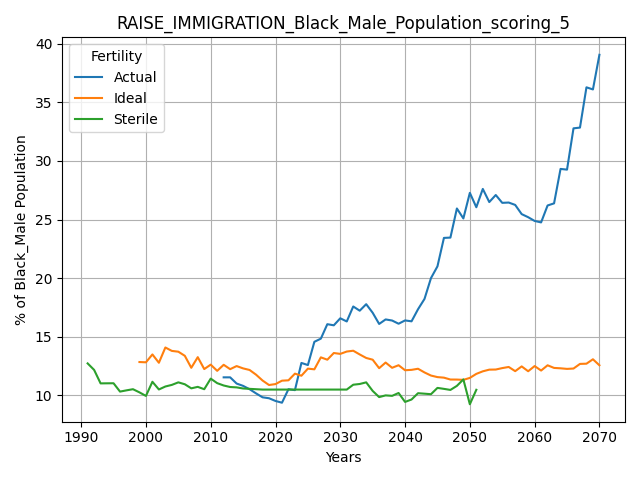 RAISE_IMMIGRATION_Black_Male_Population_scoring_5
Fertility
Actual
Ideal
Sterile
% of Black_Male Population
40
35
30
25
20
15
10
1990 2000 2010 2020 2030 2040 2050 2060 2070
Years